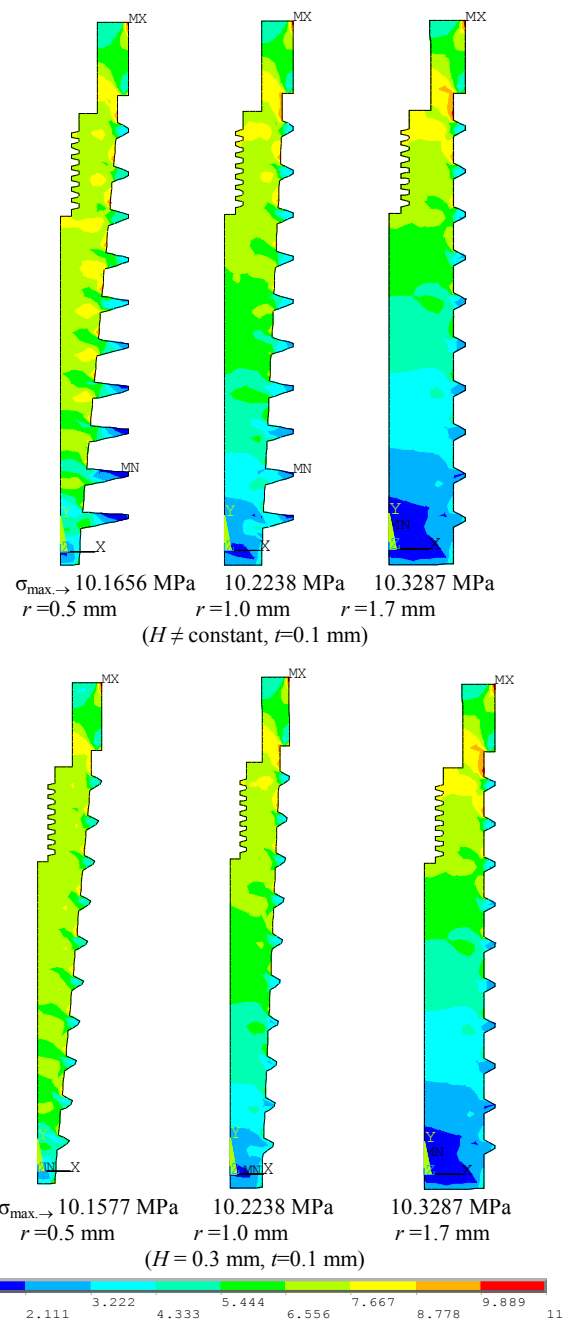 MX MX MX
MN MN
Y Y Y
MN
Z X Z X Z X
σmax.→ 10.1656 MPa 10.2238 MPa 10.3287 MPa
r =0.5 mm r =1.0 mm r =1.7 mm
(H ≠ constant, t=0.1 mm)
MX MX MX
Y Y Y
MN
MN X Z MN X Z X
σmax.→ 10.1577 MPa 10.2238 MPa 10.3287 MPa
r =0.5 mm r =1.0 mm r =1.7 mm
(H = 0.3 mm, t=0.1 mm)
3.222 5.444 7.667 9.889
2.111 4.333 6.556 8.778 11